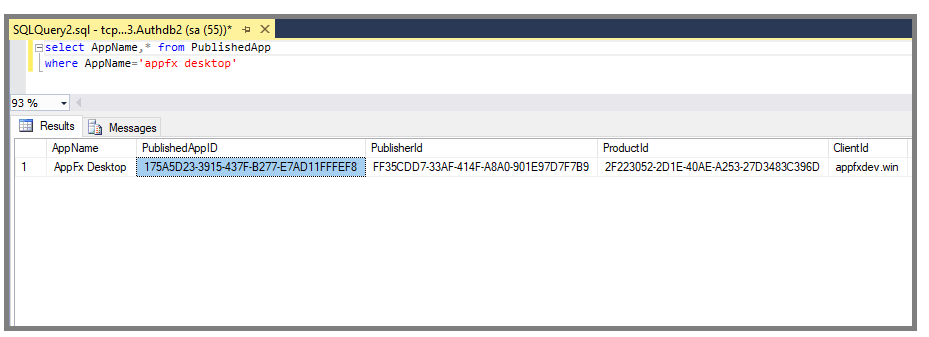 SQLQuery2.sql - tcp...3.Authdb2 (sa (55))*
select AppName,* from PublishedApp
where AppName='appfx desktop'
93 %
Results Messages
AppName PublishedAppID PublisherId ProductId ClientId
1 AppFx Desktop 175A5D23-3915-437F-B277-E7AD11FFFEF8 FF35CDD7-33AF-414F-A8A0-901E97D7F7B9 2F223052-2D1E-40AE-A253-27D3483C396D appfxdev.win